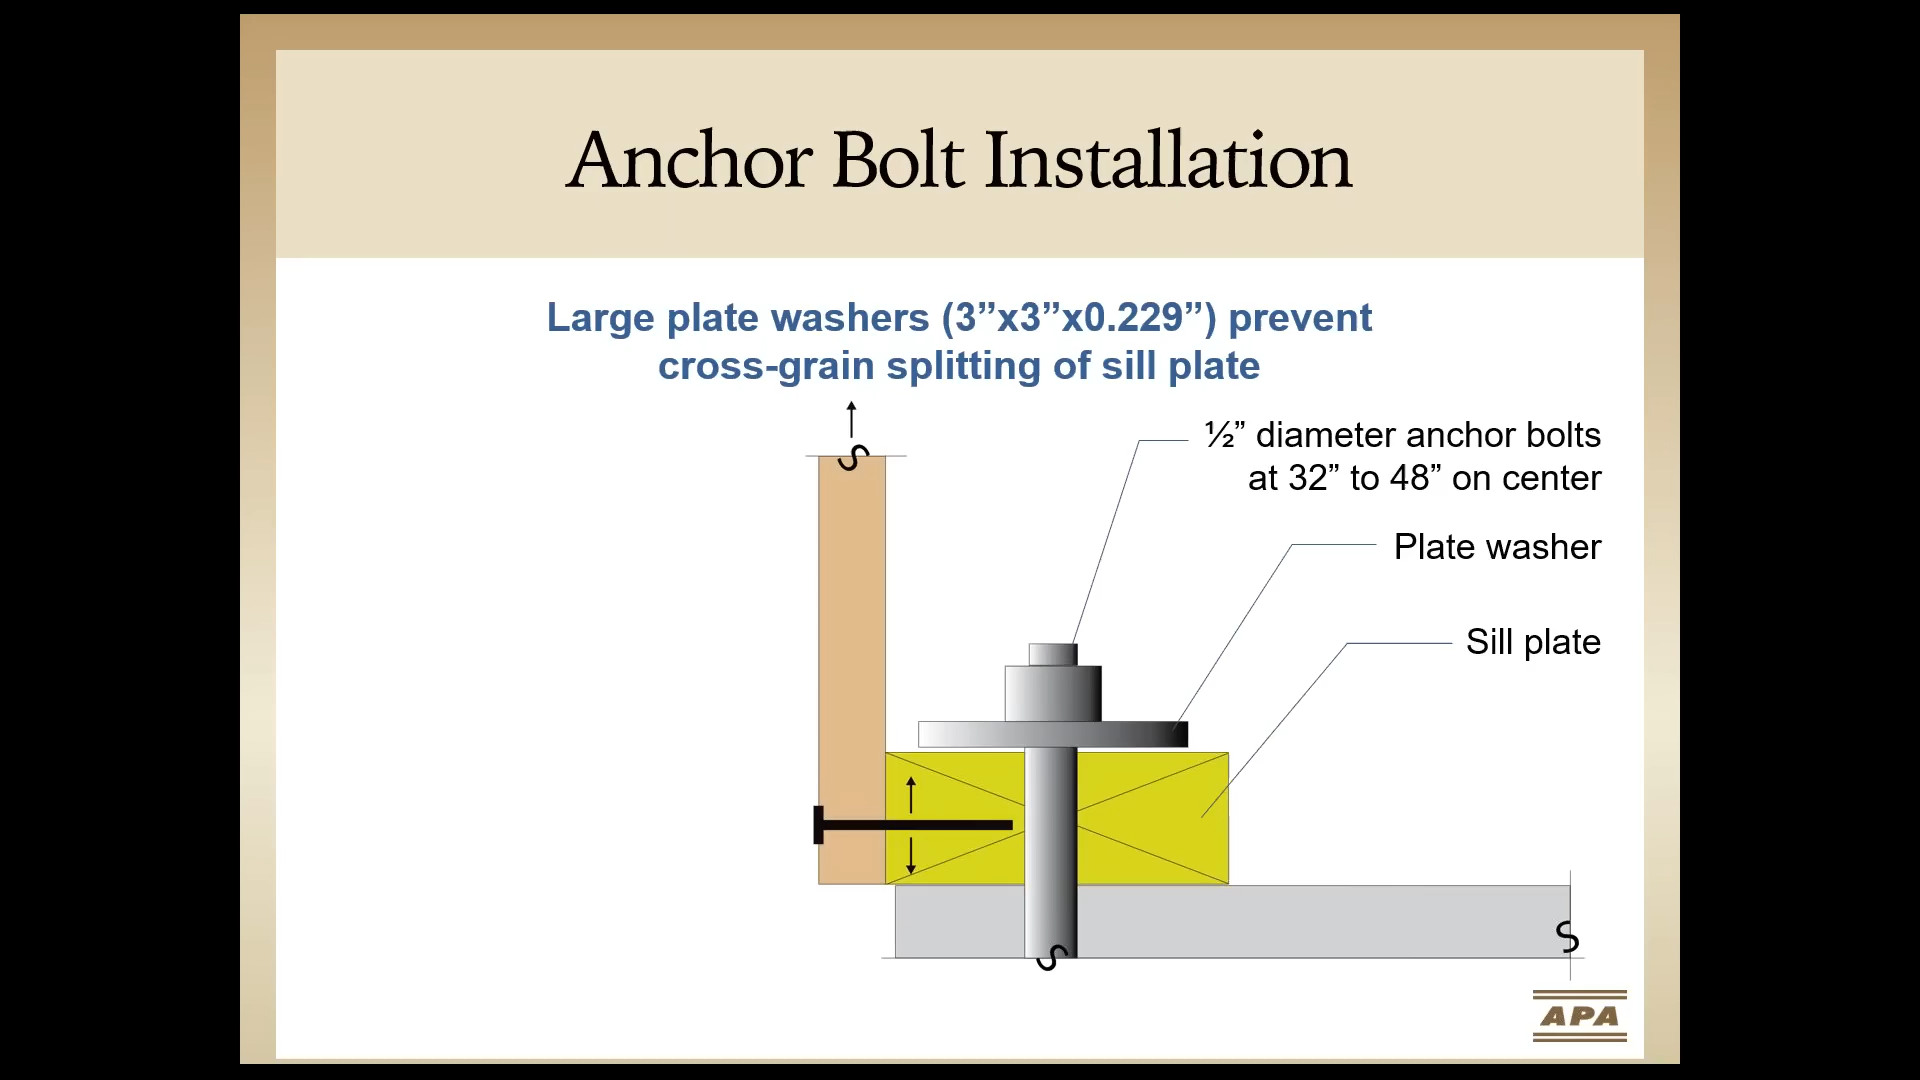 Anchor Bolt Installation
Large plate washers (3”x3”x0.229”) prevent
cross-grain splitting of sill plate
½” diameter anchor bolts
at 32” to 48” on center
Plate washer
Sill plate
APA